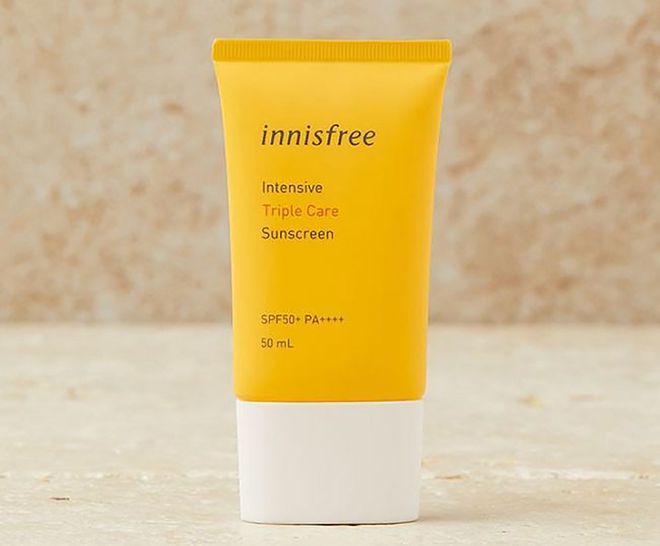 innisfree
Intensive
Triple Care
Sunscreen
SPF50+ PA++++
50 mL